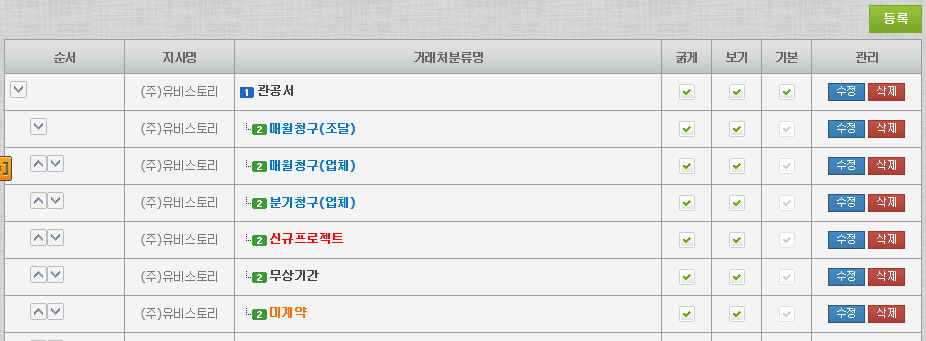 등록
순서 지사명 거래처분류명 굵게 보기 기본 관리
(주)유비스토리 1 관공서 수정 삭제
(주)유비스토리 2 매월청구(조달) 수정 삭제
(주)유비스토리 2 매월청구(업체) 수정 삭제
(주)유비스토리 2 분기청구(업체) 수정 삭제
(주)유비스토리 2 신규프로젝트 수정 삭제
(주)유비스토리 2 무상기간 수정 삭제
(주)유비스토리 2 미계약 수정 삭제